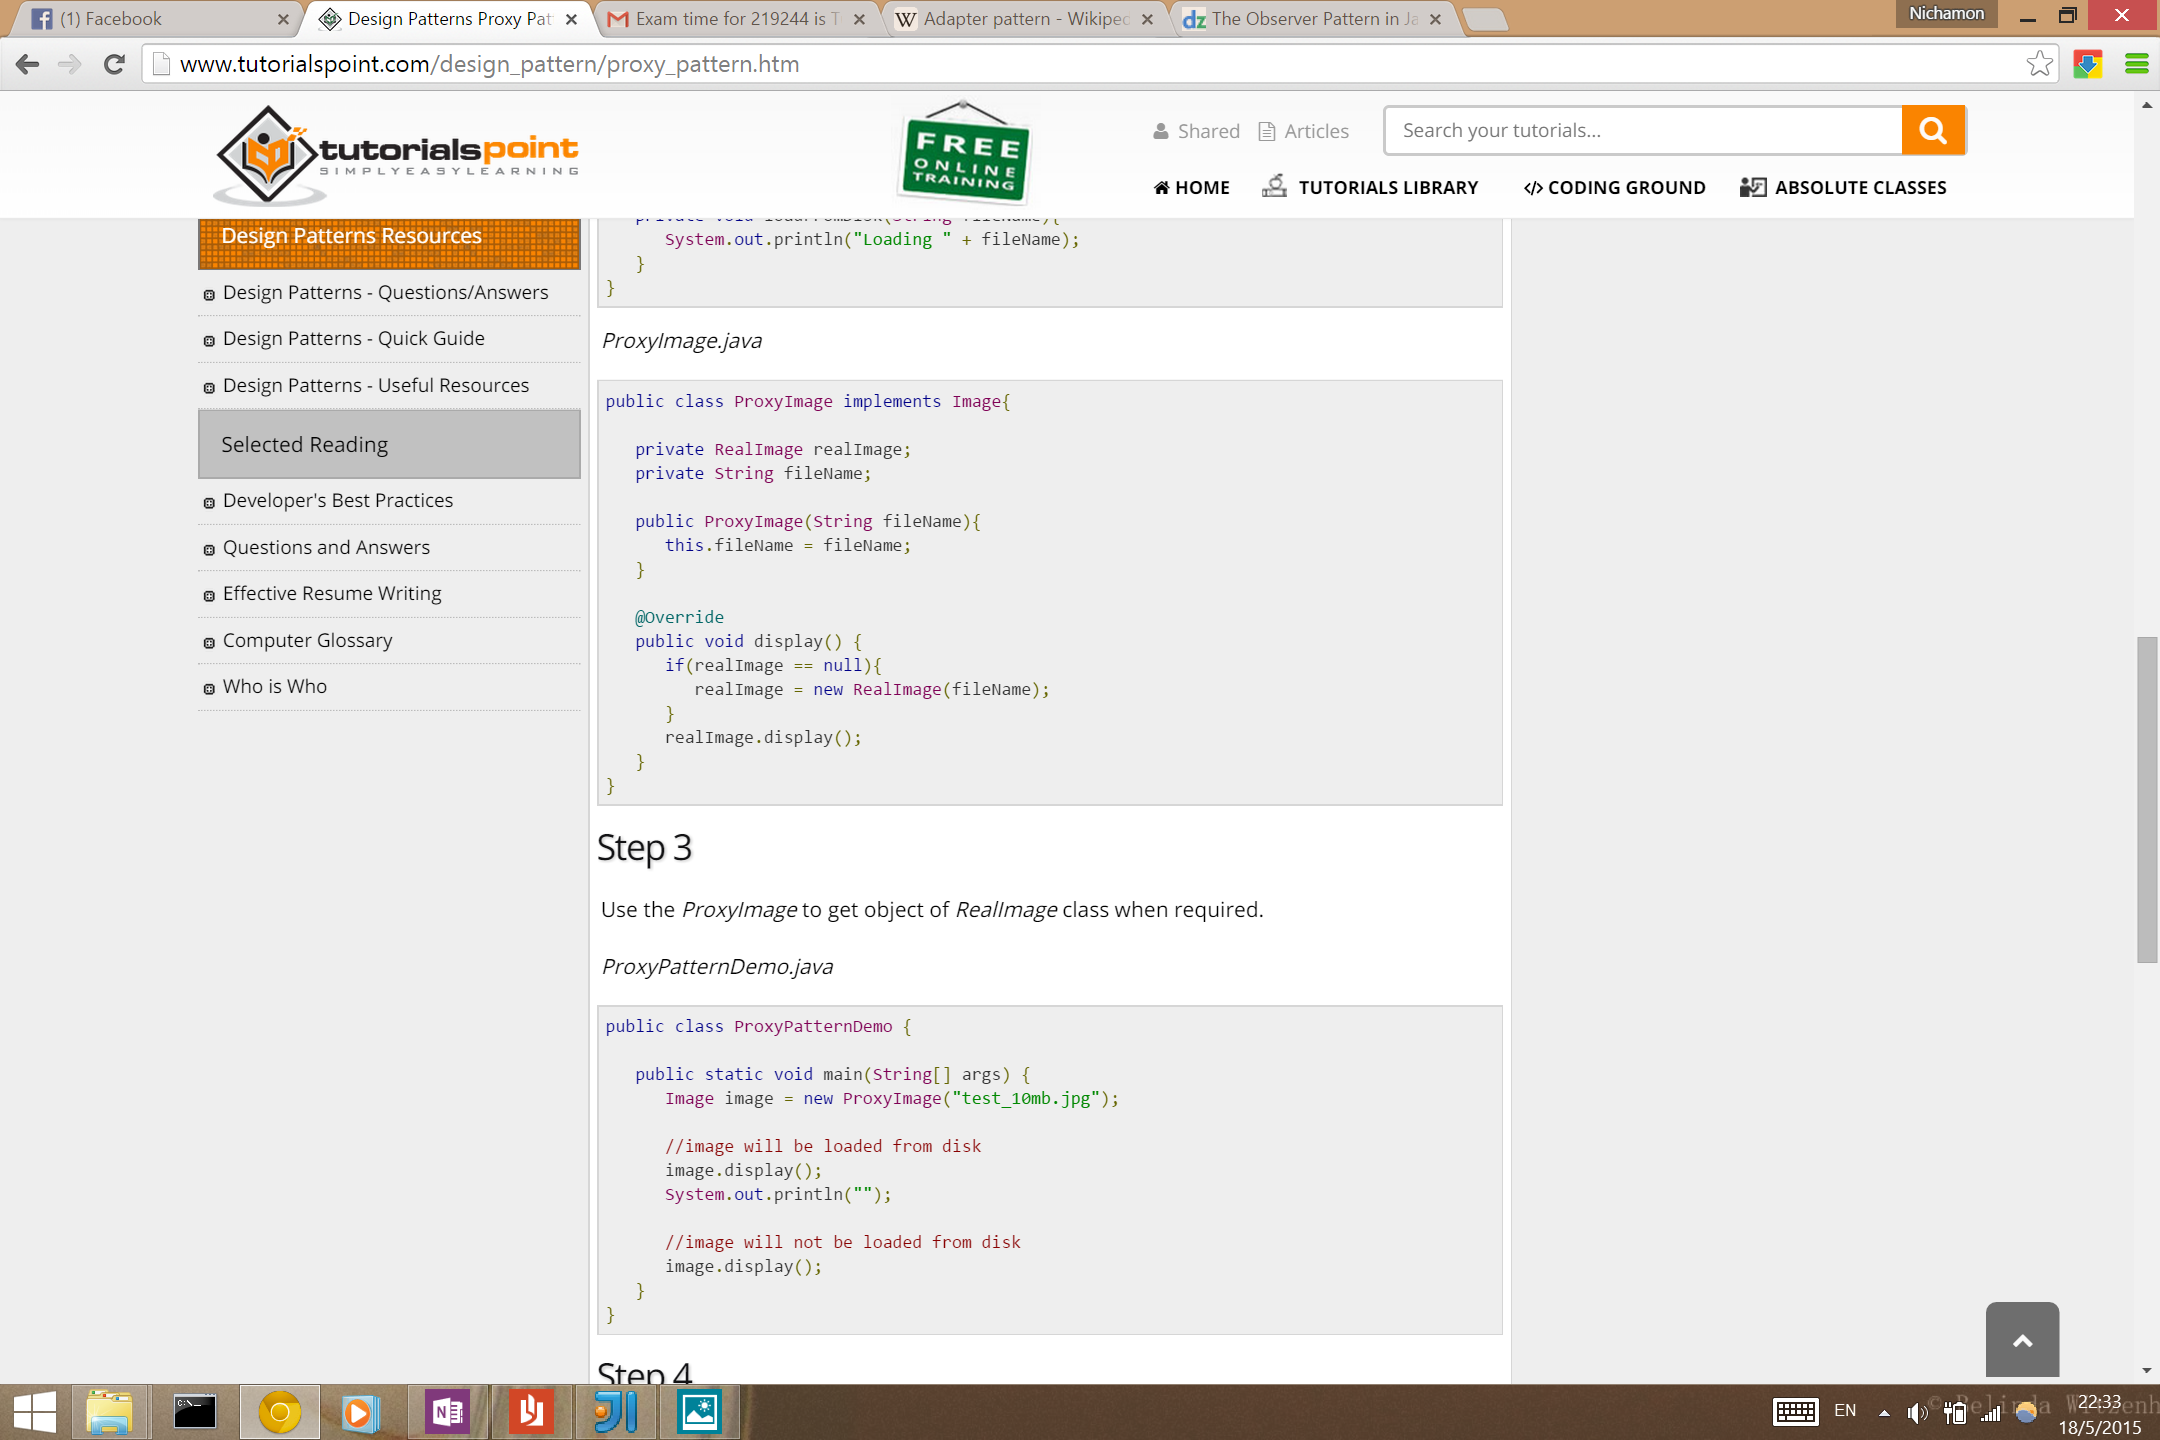 (1) Facebook
Design Patterns Proxy Pat
Exam time for 219244 is T
Adapter pattern - Wikiped
The Observer Pattern in Ja
Nichamon
www.tutorialspoint.com/design_pattern/proxy_pattern.htm
tutorialspoint
SIMPLYEASYLEARNING
FREE
ONLINE
TRAINING
Shared
Articles
Search your tutorials...
HOME
TUTORIALS LIBRARY
</> CODING GROUND
ABSOLUTE CLASSES
Design Patterns Resources
Design Patterns - Questions/Answers
Design Patterns - Quick Guide
Design Patterns - Useful Resources
Selected Reading
Developer's Best Practices
Questions and Answers
Effective Resume Writing
Computer Glossary
Who is Who
private void loadFromDisk(String fileName){
System.out.println("Loading " + fileName);
}
}
ProxyImage.java
public class ProxyImage implements Image{
private RealImage realImage;
private String fileName;
public ProxyImage(String fileName){
this.fileName = fileName;
}
@Override
public void display() {
if(realImage == null){
realImage = new RealImage(fileName);
}
realImage.display();
}
}
Step 3
Use the ProxyImage to get object of RealImage class when required.
ProxyPatternDemo.java
public class ProxyPatternDemo {
public static void main(String[] args) {
Image image = new ProxyImage("test_10mb.jpg");
//image will be loaded from disk
image.display();
System.out.println("");
//image will not be loaded from disk
image.display();
}
}
Step 4
EN
22:33
18/5/2015